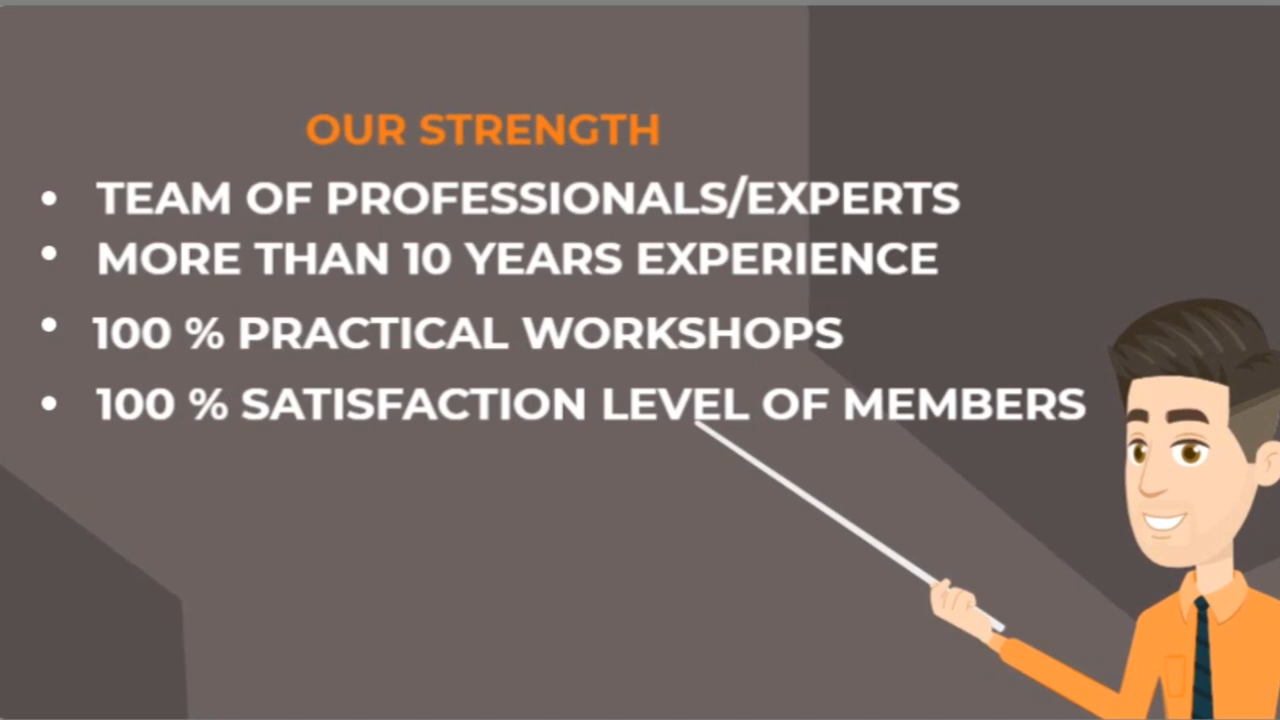 OUR STRENGTH
• TEAM OF PROFESSIONALS/EXPERTS
• MORE THAN 10 YEARS EXPERIENCE
• 100 % PRACTICAL WORKSHOPS
• 100 % SATISFACTION LEVEL OF MEMBERS